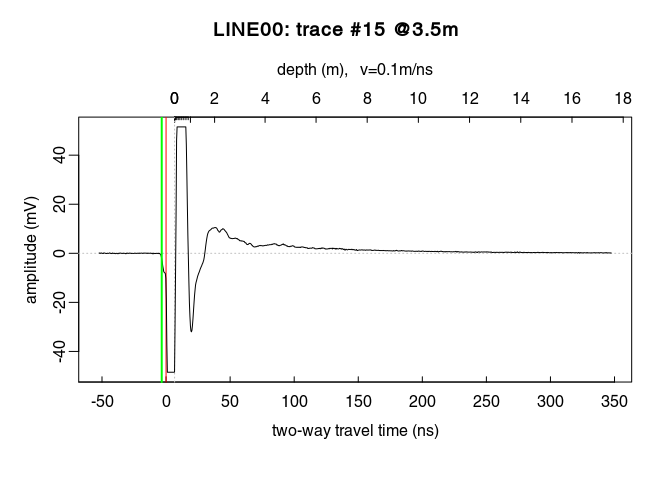 LINE00: trace #15 @3.5m
depth (m),   v=0.1m/ns
0 2 4 6 8 10 12 14 16 18
amplitude (mV)
40
20
0
-20
-40
-50 0 50 100 150 200 250 300 350
two-way travel time (ns)